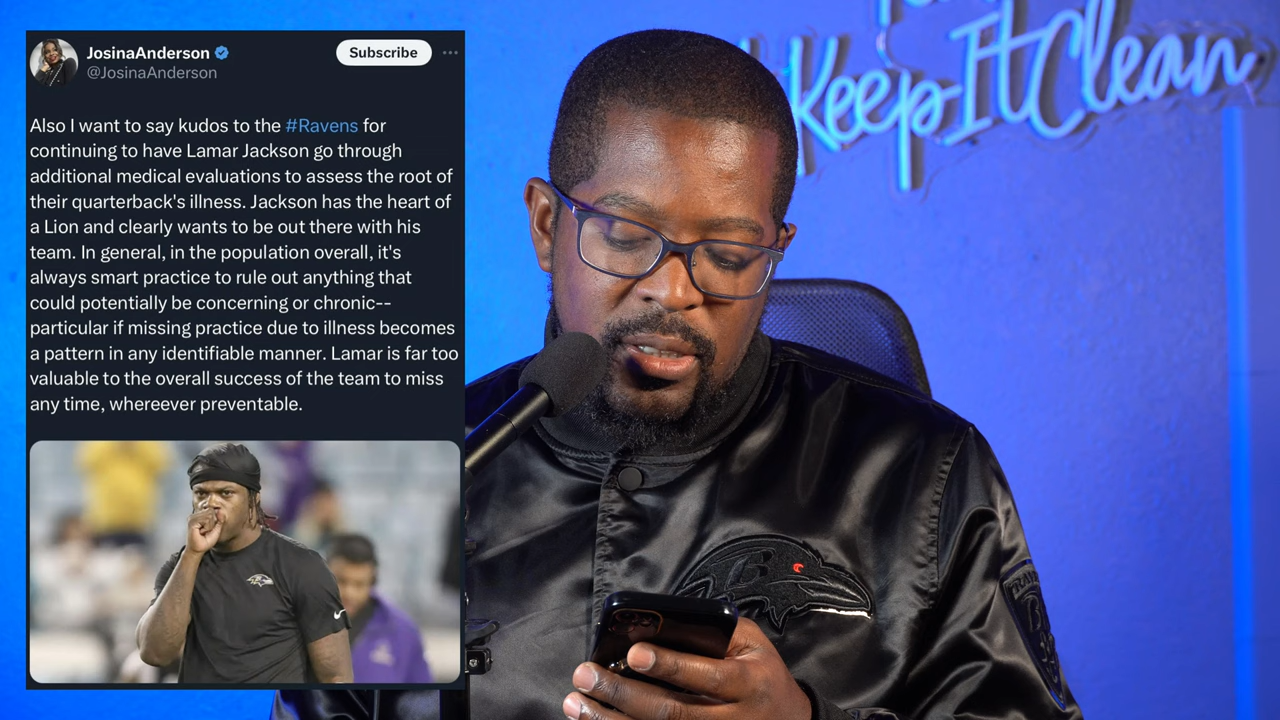 JosinaAnderson
@JosinaAnderson
Subscribe
Also I want to say kudos to the #Ravens for
continuing to have Lamar Jackson go through
additional medical evaluations to assess the root of
their quarterback's illness. Jackson has the heart of
a Lion and clearly wants to be out there with his
team. In general, in the population overall, it's
always smart practice to rule out anything that
could potentially be concerning or chronic--
particular if missing practice due to illness becomes
a pattern in any identifiable manner. Lamar is far too
valuable to the overall success of the team to miss
any time, whereever preventable.
Keep It Clean
B